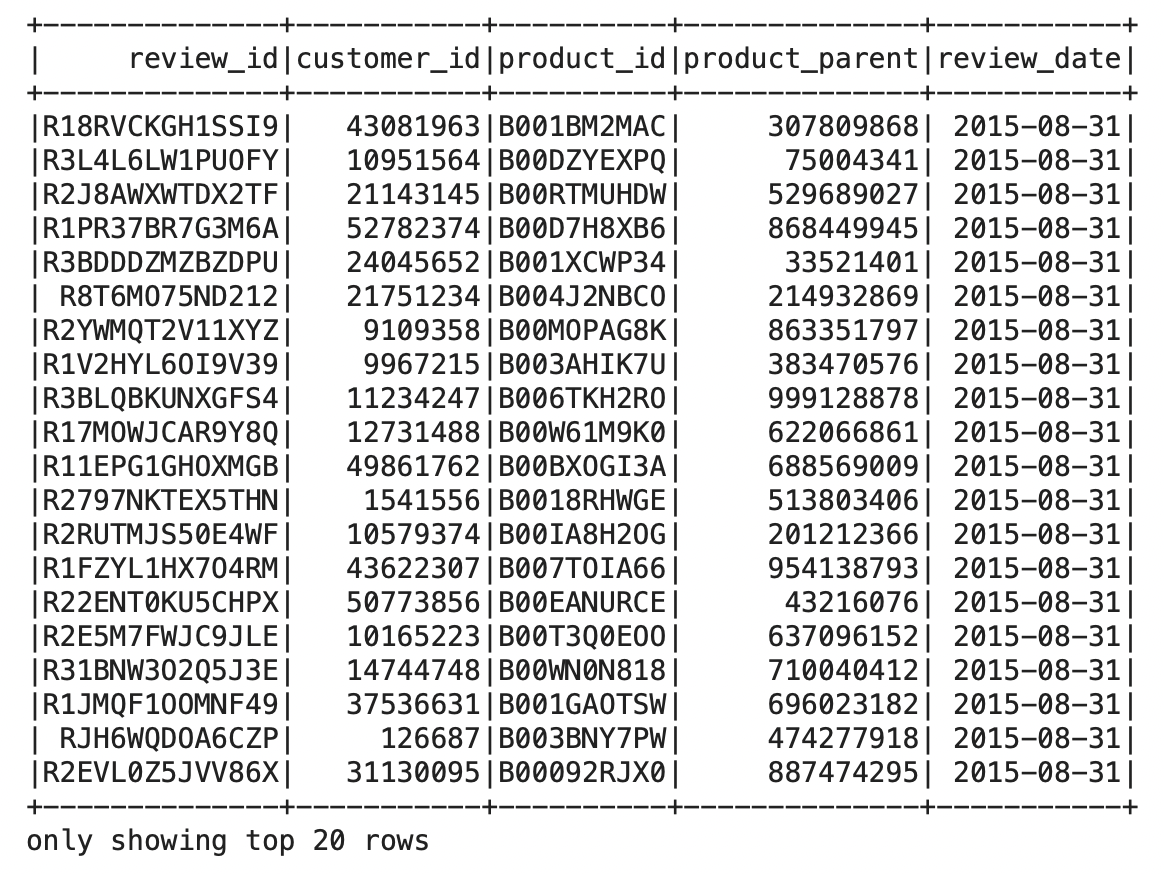 +--------------+-----------+----------+--------------+-----------+
|     review_id|customer_id|product_id|product_parent|review_date|
+--------------+-----------+----------+--------------+-----------+
|R18RVCKGH1SSI9|   43081963|B001BM2MAC|     307809868| 2015-08-31|
|R3L4L6LW1PUOFY|   10951564|B00DZYEXPQ|      75004341| 2015-08-31|
|R2J8AWXWTDX2TF|   21143145|B00RTMUHDW|     529689027| 2015-08-31|
|R1PR37BR7G3M6A|   52782374|B00D7H8XB6|     868449945| 2015-08-31|
|R3BDDDZMZBZDPU|   24045652|B001XCWP34|      33521401| 2015-08-31|
| R8T6MO75ND212|   21751234|B004J2NBCO|     214932869| 2015-08-31|
|R2YWMQT2V11XYZ|    9109358|B00MOPAG8K|     863351797| 2015-08-31|
|R1V2HYL6OI9V39|    9967215|B003AHIK7U|     383470576| 2015-08-31|
|R3BLQBKUNXGFS4|   11234247|B006TKH2RO|     999128878| 2015-08-31|
|R17MOWJCAR9Y8Q|   12731488|B00W61M9K0|     622066861| 2015-08-31|
|R11EPG1GHOXMGB|   49861762|B00BXOGI3A|     688569009| 2015-08-31|
|R2797NKTEX5THN|    1541556|B0018RHWGE|     513803406| 2015-08-31|
|R2RUTMJS50E4WF|   10579374|B00IA8H2OG|     201212366| 2015-08-31|
|R1FZYL1HX7O4RM|   43622307|B007TOIA66|     954138793| 2015-08-31|
|R22ENT0KU5CHPX|   50773856|B00EANURCE|      43216076| 2015-08-31|
|R2E5M7FWJC9JLE|   10165223|B00T3Q0EOO|     637096152| 2015-08-31|
|R31BNW3O2Q5J3E|   14744748|B00WN0N818|     710040412| 2015-08-31|
|R1JMQF1OOMNF49|   37536631|B001GAOTSW|     696023182| 2015-08-31|
| RJH6WQDOA6CZP|     126687|B003BNY7PW|     474277918| 2015-08-31|
|R2EVL0Z5JVV86X|   31130095|B00092RJX0|     887474295| 2015-08-31|
+--------------+-----------+----------+--------------+-----------+
only showing top 20 rows